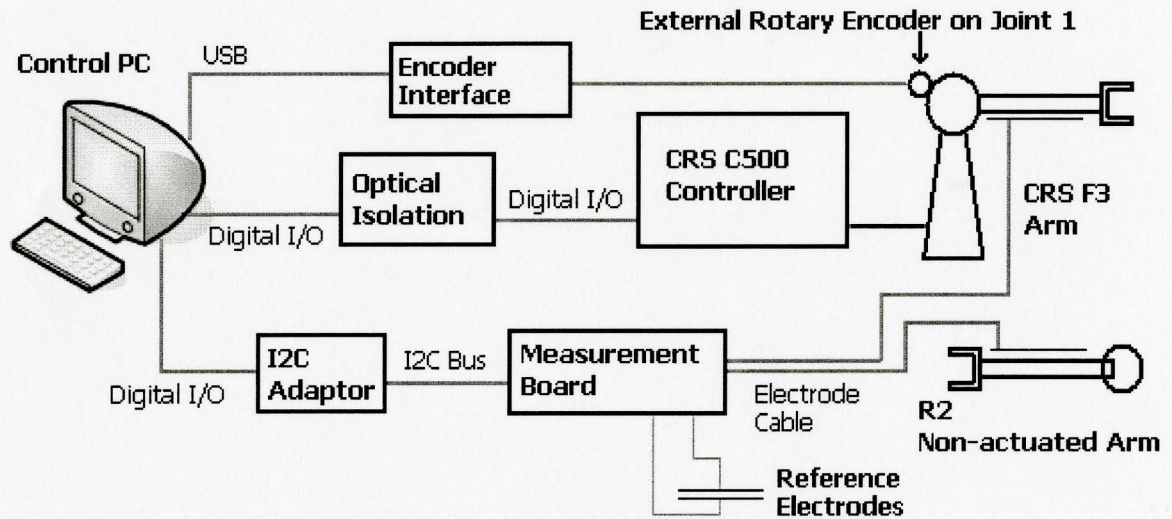 External Rotary Encoder on Joint 1
Control PC
USB
Encoder
Interface
CRS C500
Controller
Optical
Isolation
Digital I/O
Digital I/O
CRS F3
Arm
I2C
Adaptor
I2C Bus
Measurement
Board
Digital I/O
Electrode
Cable
R2
Non-actuated Arm
Reference
Electrodes